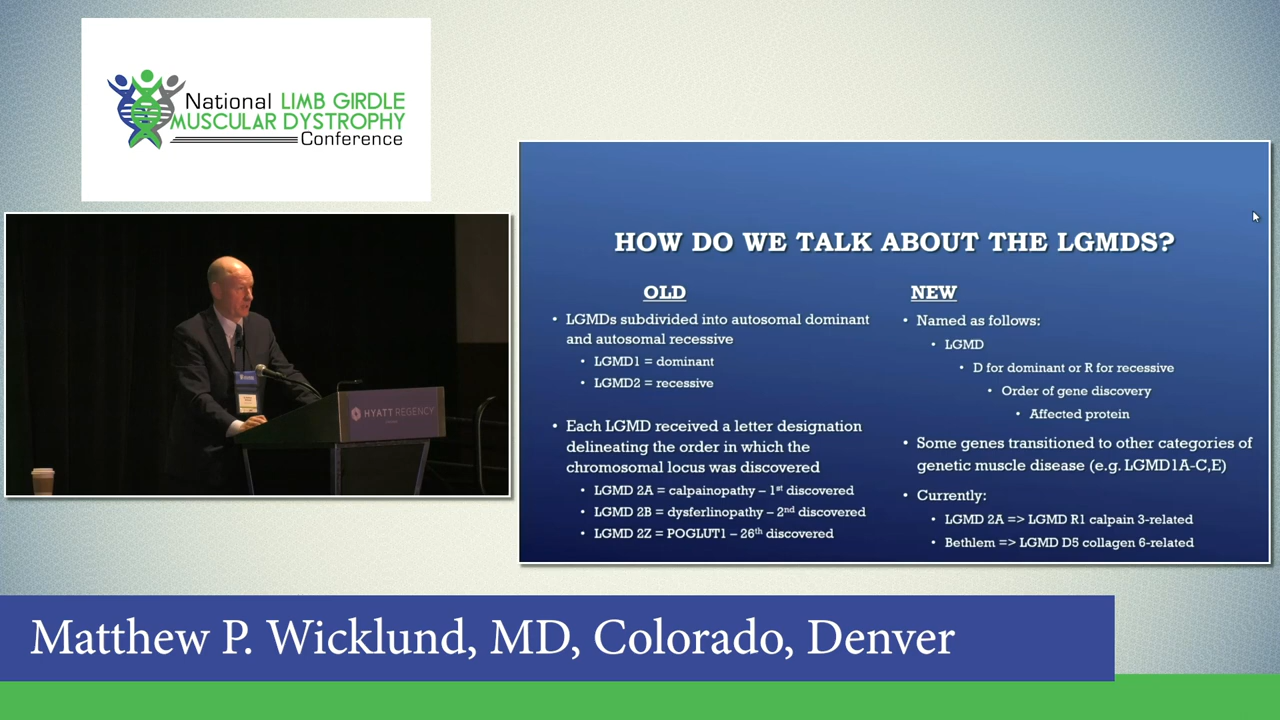 National LIMB GIRDLE
MUSCULAR DYSTROPHY
Conference
HYATT REGENCY
HOW DO WE TALK ABOUT THE LGMDS?
OLD
• LGMDs subdivided into autosomal dominant
and autosomal recessive
• LGMD1 = dominant
• LGMD2 = recessive
• Each LGMD received a letter designation
delineating the order in which the
chromosomal locus was discovered
• LGMD 2A = calpainopathy – 1st discovered
• LGMD 2B = dysferlinopathy – 2nd discovered
• LGMD 2Z = POGLUT1 – 26th discovered
NEW
• Named as follows:
• LGMD
• D for dominant or R for recessive
• Order of gene discovery
• Affected protein
• Some genes transitioned to other categories of
genetic muscle disease (e.g. LGMD1A-C,E)
• Currently:
• LGMD 2A => LGMD R1 calpain 3-related
• Bethlem => LGMD D5 collagen 6-related
Matthew P. Wicklund, MD, Colorado, Denver